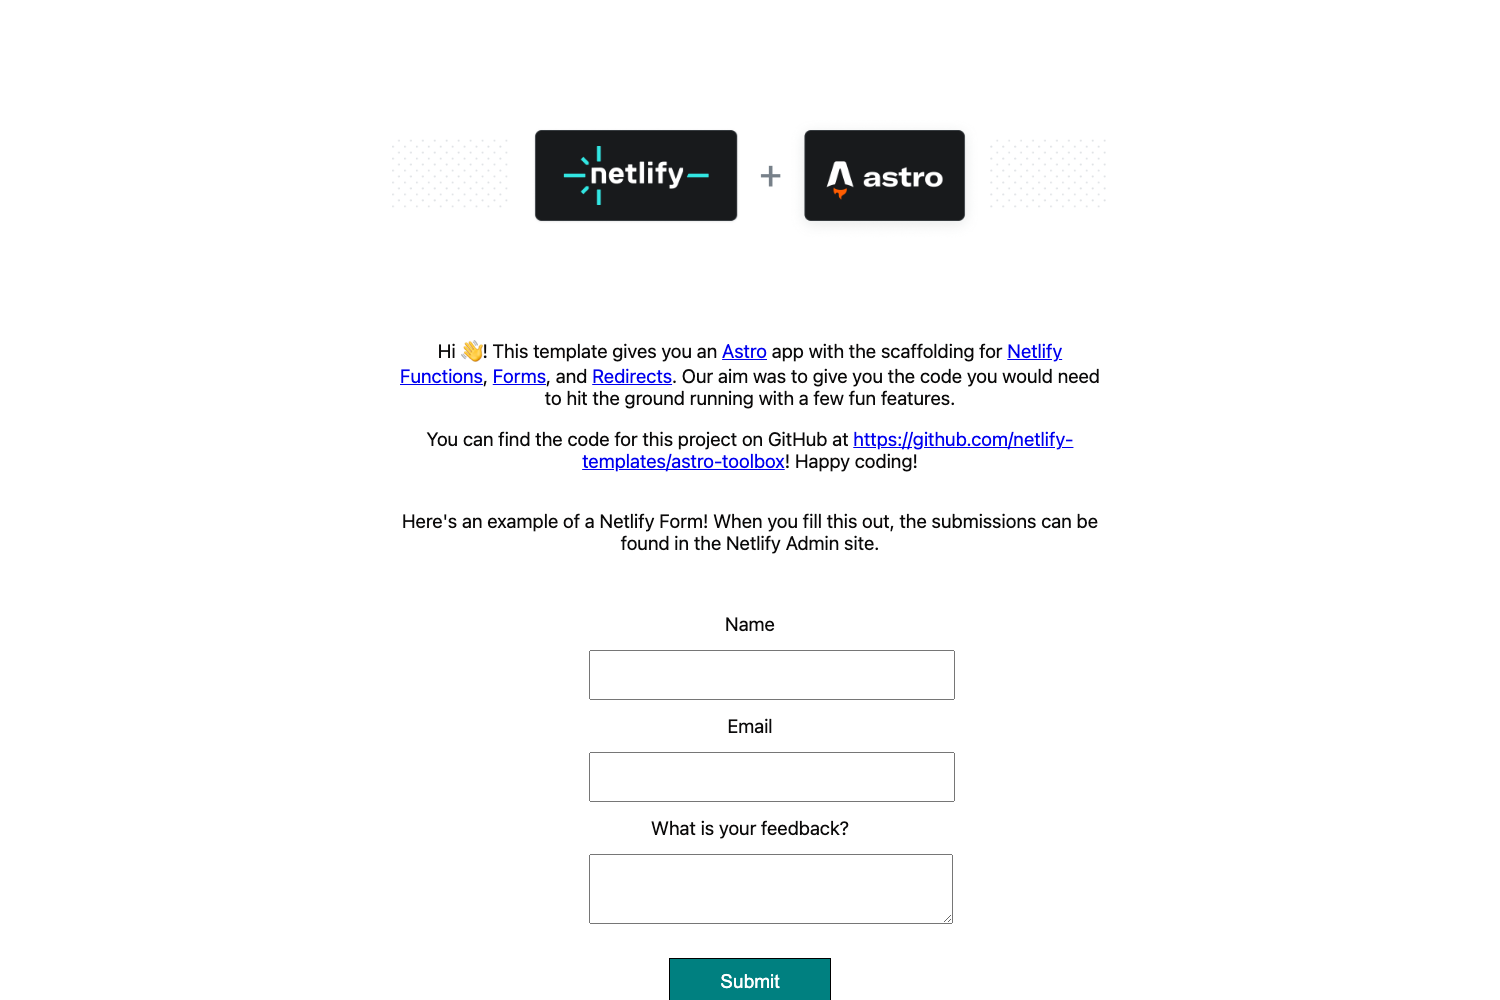 netlify + astro
Hi 👋! This template gives you an Astro app with the scaffolding for Netlify
Functions, Forms, and Redirects. Our aim was to give you the code you would need
to hit the ground running with a few fun features.
You can find the code for this project on GitHub at https://github.com/netlify-
templates/astro-toolbox! Happy coding!
Here's an example of a Netlify Form! When you fill this out, the submissions can be
found in the Netlify Admin site.
Name
Email
What is your feedback?
Submit